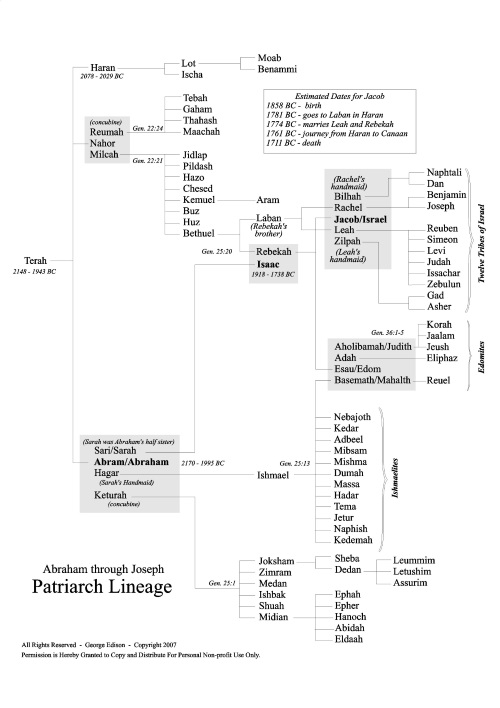 Haran
2078 - 2029 BC
Lot
Ischa
Moab
Benammi
Estimated Dates for Jacob
1858 BC - birth
1781 BC - goes to Laban in Haran
1774 BC - marries Leah and Rebekah
1761 BC - journey from Haran to Canaan
1711 BC - death
(concubine)
Reumah
Nahor
Milcah
Gen. 22:24
Gen. 22:21
Tebah
Gaham
Thahash
Maachah
Jidlap
Pildash
Hazo
Chesed
Kemuel
Buz
Huz
Bethuel
Aram
Laban
(Rebekah's
brother)
Gen. 25:20
Rebekah
Isaac
1918 - 1738 BC
(Rachel's
handmaid)
Bilhah
Rachel
Jacob/Israel
Leah
Zilpah
(Leah's
handmaid)
Naphtali
Dan
Benjamin
Joseph
Reuben
Simeon
Levi
Judah
Issachar
Zebulun
Gad
Asher
Twelve Tribes of Israel
Terah
2148 - 1943 BC
Gen. 36:1-5
Aholibamah/Judith
Adah
Esau/Edom
Basemath/Mahalth
Korah
Jaalam
Jeush
Eliphaz
Reuel
Edomites
(Sarah was Abraham's half sister)
Sari/Sarah
Abram/Abraham
Hagar
(Sarah's Handmaid)
Keturah
(concubine)
2170 - 1995 BC
Ishmael
Gen. 25:13
Nebajoth
Kedar
Adbeel
Mibsam
Mishma
Dumah
Massa
Hadar
Tema
Jetur
Naphish
Kedemah
Ishmaelites
Gen. 25:1
Joksham
Zimram
Medan
Ishbak
Shuah
Midian
Sheba
Dedan
Leummim
Letushim
Assurim
Ephah
Epher
Hanoch
Abidah
Eldaah
Abraham through Joseph
Patriarch Lineage
All Rights Reserved - George Edison - Copyright 2007
Permission is Hereby Granted to Copy and Distribute For Personal Non-profit Use Only.